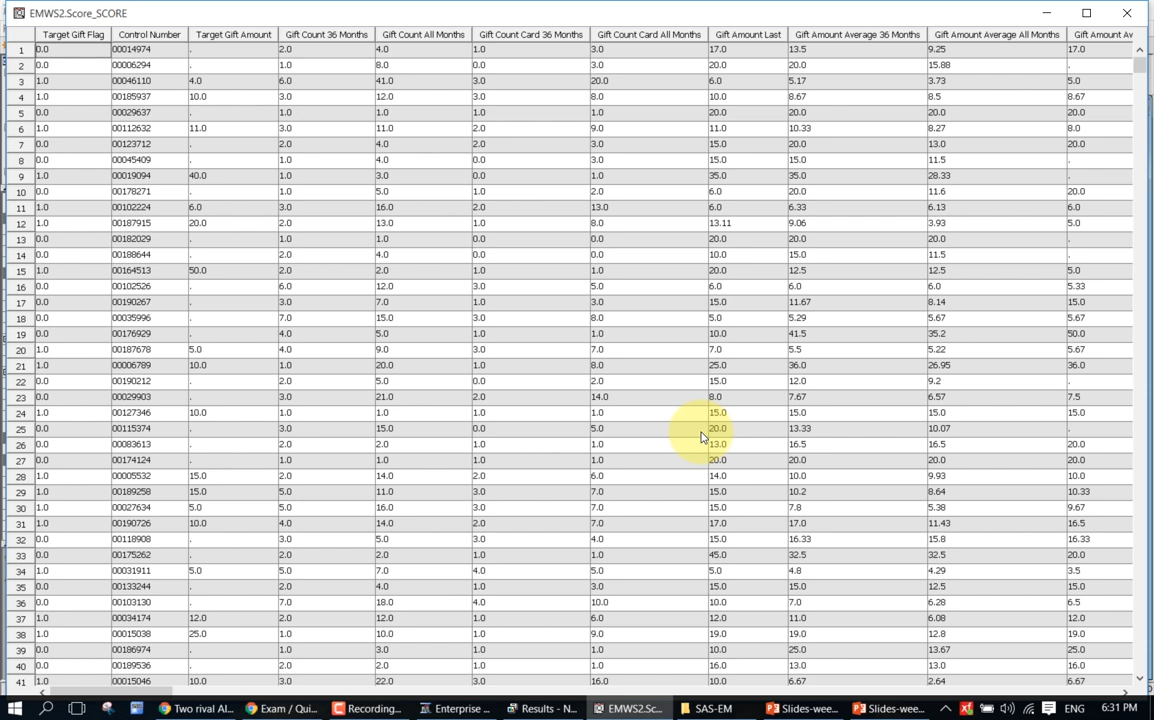 EMWS2.Score_SCORE
Target Gift Flag Control Number Target Gift Amount Gift Count 36 Months Gift Count All Months Gift Count Card 36 Months Gift Count Card All Months Gift Amount Last Gift Amount Average 36 Months Gift Amount Average All Months Gift Amount Av
1 0.0 00014974 . 2.0 4.0 1.0 3.0 17.0 13.5 9.25 17.0
2 0.0 00006294 . 1.0 8.0 0.0 3.0 20.0 20.0 15.88 .
3 1.0 00046110 4.0 6.0 41.0 3.0 20.0 6.0 5.17 3.73 5.0
4 1.0 00185937 10.0 3.0 12.0 3.0 8.0 10.0 8.67 8.5 8.67
5 0.0 00029637 . 1.0 1.0 1.0 1.0 20.0 20.0 20.0 20.0
6 1.0 00112632 11.0 3.0 11.0 2.0 9.0 11.0 10.33 8.27 8.0
7 0.0 00123712 . 2.0 4.0 2.0 3.0 15.0 20.0 13.0 20.0
8 0.0 00045409 . 1.0 4.0 0.0 3.0 15.0 15.0 11.5 .
9 1.0 00019094 40.0 1.0 3.0 0.0 1.0 35.0 35.0 28.33 .
10 0.0 00178271 . 1.0 5.0 1.0 2.0 6.0 20.0 11.6 20.0
11 1.0 00102224 6.0 3.0 16.0 2.0 13.0 6.0 6.33 6.13 6.0
12 1.0 00187915 20.0 2.0 13.0 1.0 8.0 13.11 9.06 3.93 5.0
13 0.0 00182029 . 1.0 1.0 0.0 0.0 20.0 20.0 20.0 .
14 0.0 00188644 . 2.0 4.0 0.0 0.0 10.0 15.0 11.5 .
15 1.0 00164513 50.0 2.0 2.0 1.0 1.0 20.0 12.5 12.5 5.0
16 0.0 00102526 . 6.0 12.0 3.0 5.0 6.0 6.0 6.0 5.33
17 0.0 00190267 . 3.0 7.0 1.0 3.0 15.0 11.67 8.14 15.0
18 0.0 00035996 . 7.0 15.0 3.0 8.0 5.0 5.29 5.67 5.67
19 0.0 00176929 . 4.0 5.0 1.0 1.0 10.0 41.5 35.2 50.0
20 1.0 00187678 5.0 4.0 9.0 3.0 7.0 7.0 5.5 5.22 5.67
21 1.0 00006789 10.0 1.0 20.0 1.0 8.0 25.0 36.0 26.95 36.0
22 0.0 00190212 . 2.0 5.0 0.0 2.0 15.0 12.0 9.2 .
23 0.0 00029903 . 3.0 21.0 2.0 14.0 8.0 7.67 6.57 7.5
24 1.0 00127346 10.0 1.0 1.0 1.0 1.0 15.0 15.0 15.0 15.0
25 0.0 00115374 . 3.0 15.0 0.0 5.0 20.0 13.33 10.07 .
26 0.0 00083613 . 2.0 2.0 1.0 1.0 13.0 16.5 16.5 20.0
27 0.0 00174124 . 1.0 1.0 1.0 1.0 20.0 20.0 20.0 20.0
28 1.0 00005532 15.0 2.0 14.0 2.0 6.0 14.0 10.0 9.93 10.0
29 1.0 00189258 15.0 5.0 11.0 3.0 7.0 15.0 10.2 8.64 10.33
30 1.0 00027634 5.0 5.0 16.0 3.0 7.0 15.0 7.8 5.38 9.67
31 1.0 00190726 10.0 4.0 14.0 2.0 7.0 17.0 17.0 11.43 16.5
32 1.0 00118908 . 3.0 5.0 3.0 4.0 15.0 16.33 15.8 16.33
33 0.0 00175262 . 2.0 2.0 1.0 1.0 45.0 32.5 32.5 20.0
34 1.0 00031911 5.0 5.0 7.0 4.0 5.0 5.0 4.8 4.29 3.5
35 0.0 00133244 . 2.0 4.0 1.0 3.0 15.0 15.0 12.5 15.0
36 0.0 00103130 . 7.0 18.0 4.0 10.0 10.0 7.0 6.28 6.5
37 1.0 00034174 12.0 2.0 12.0 1.0 6.0 12.0 11.0 6.08 12.0
38 1.0 00015038 25.0 1.0 10.0 1.0 9.0 19.0 19.0 12.8 19.0
39 0.0 00186974 . 1.0 3.0 1.0 1.0 10.0 25.0 13.67 25.0
40 0.0 00189536 . 2.0 2.0 1.0 1.0 16.0 13.0 13.0 16.0
41 1.0 00015046 10.0 3.0 22.0 3.0 16.0 10.0 6.67 2.64 6.67
Two rival AI... Exam / Qui... Recording... Enterprise ... Results - N... EMWS2.Sc... SAS-EM Slides-wee... Slides-wee... ENG 6:31 PM